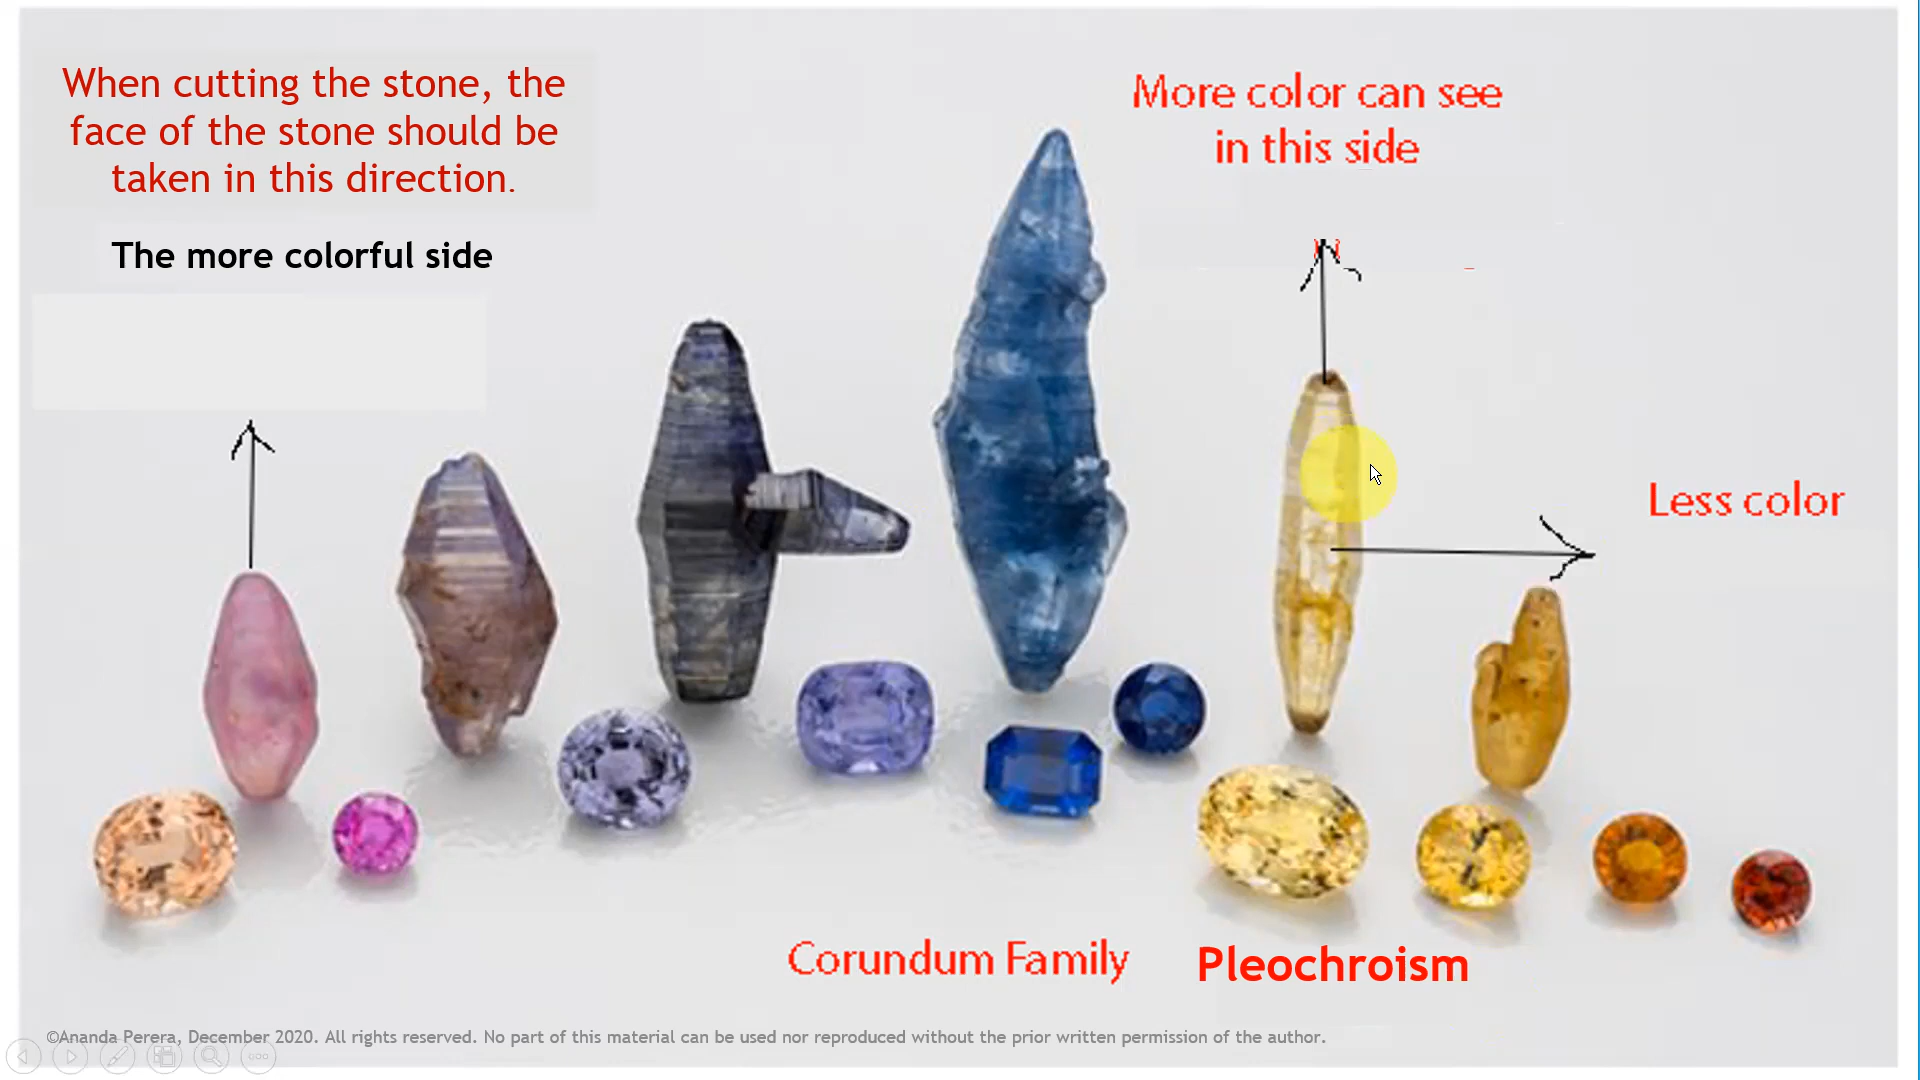 When cutting the stone, the
face of the stone should be
taken in this direction.
The more colorful side
More color can see
in this side
Less color
Corundum Family
Pleochroism
©Ananda Perera, December 2020. All rights reserved. No part of this material can be used nor reproduced without the prior written permission of the author.